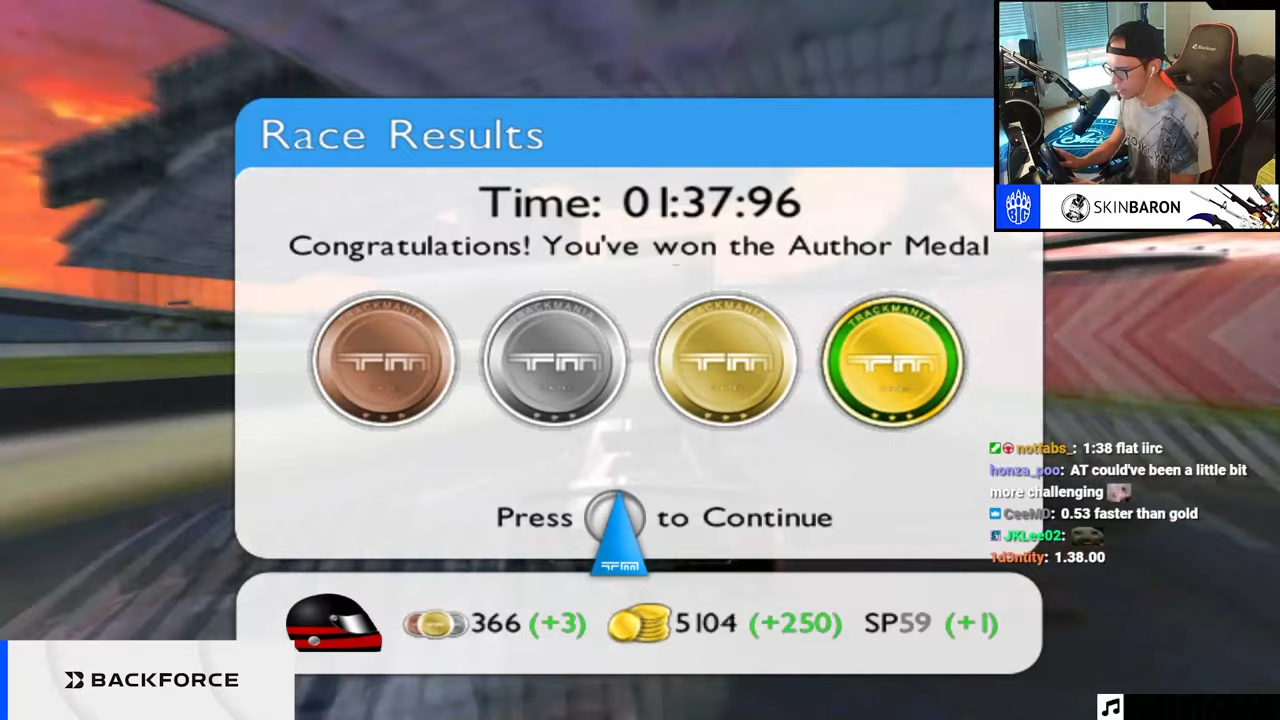 Race Results
Time: 01:37:96
Congratulations! You've won the Author Medal
TRACKMANIA
Press to Continue
366 (+3) 5104 (+250) SP59 (+1)
BACKFORCE
SKINBARON
notfabs_: 1:38 flat iirc
honza_poo: AT could've been a little bit
more challenging
CeeMD: 0.53 faster than gold
JKLee02:
1d3ntity: 1.38.00